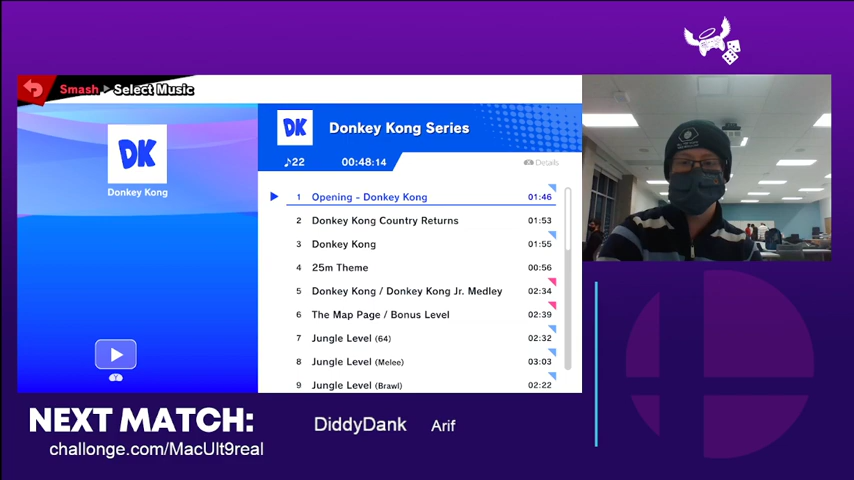 Smash ▶ Select Music
DK
Donkey Kong
DK
Donkey Kong Series
♪22 00:48:14
Details
1 Opening - Donkey Kong 01:46
2 Donkey Kong Country Returns 01:53
3 Donkey Kong 01:55
4 25m Theme 00:56
5 Donkey Kong / Donkey Kong Jr. Medley 02:34
6 The Map Page / Bonus Level 02:39
7 Jungle Level (64) 02:32
8 Jungle Level (Melee) 03:03
9 Jungle Level (Brawl) 02:22
NEXT MATCH:
DiddyDank Arif
challonge.com/MacUlt9real